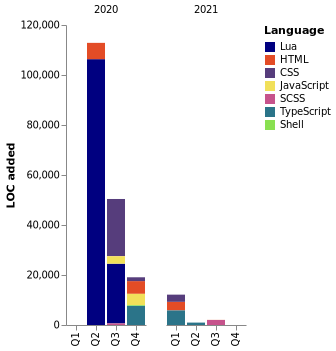 2020 2021
Language
Lua
HTML
CSS
JavaScript
SCSS
TypeScript
Shell
LOC added
120,000
100,000
80,000
60,000
40,000
20,000
0
Q1 Q2 Q3 Q4 Q1 Q2 Q3 Q4